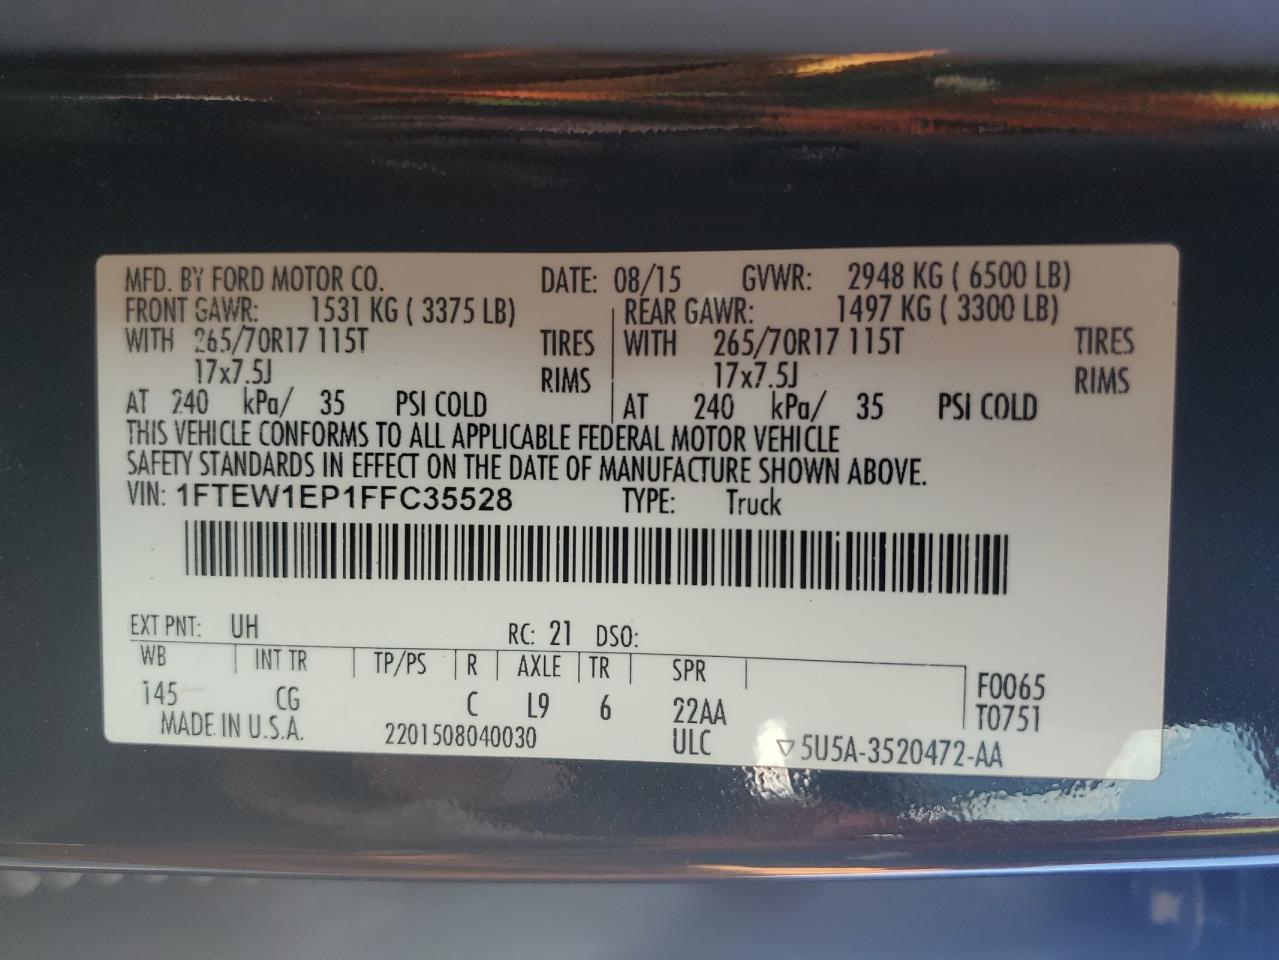 MFD. BY FORD MOTOR CO. DATE: 08/15 GVWR: 2948 KG ( 6500 LB)
FRONT GAWR: 1531 KG ( 3375 LB) REAR GAWR: 1497 KG ( 3300 LB)
WITH 265/70R17 115T TIRES WITH 265/70R17 115T TIRES
17x7.5J RIMS 17x7.5J RIMS
AT 240 kPa/ 35 PSI COLD AT 240 kPa/ 35 PSI COLD
THIS VEHICLE CONFORMS TO ALL APPLICABLE FEDERAL MOTOR VEHICLE
SAFETY STANDARDS IN EFFECT ON THE DATE OF MANUFACTURE SHOWN ABOVE.
VIN: 1FTEW1EP1FFC35528 TYPE: Truck
EXT PNT: UH RC: 21 DSO:
WB INT TR TP/PS R AXLE TR SPR
145 CG C L9 6 22AA F0065
T0751
MADE IN U.S.A. 2201508040030 ULC ▽5U5A-3520472-AA